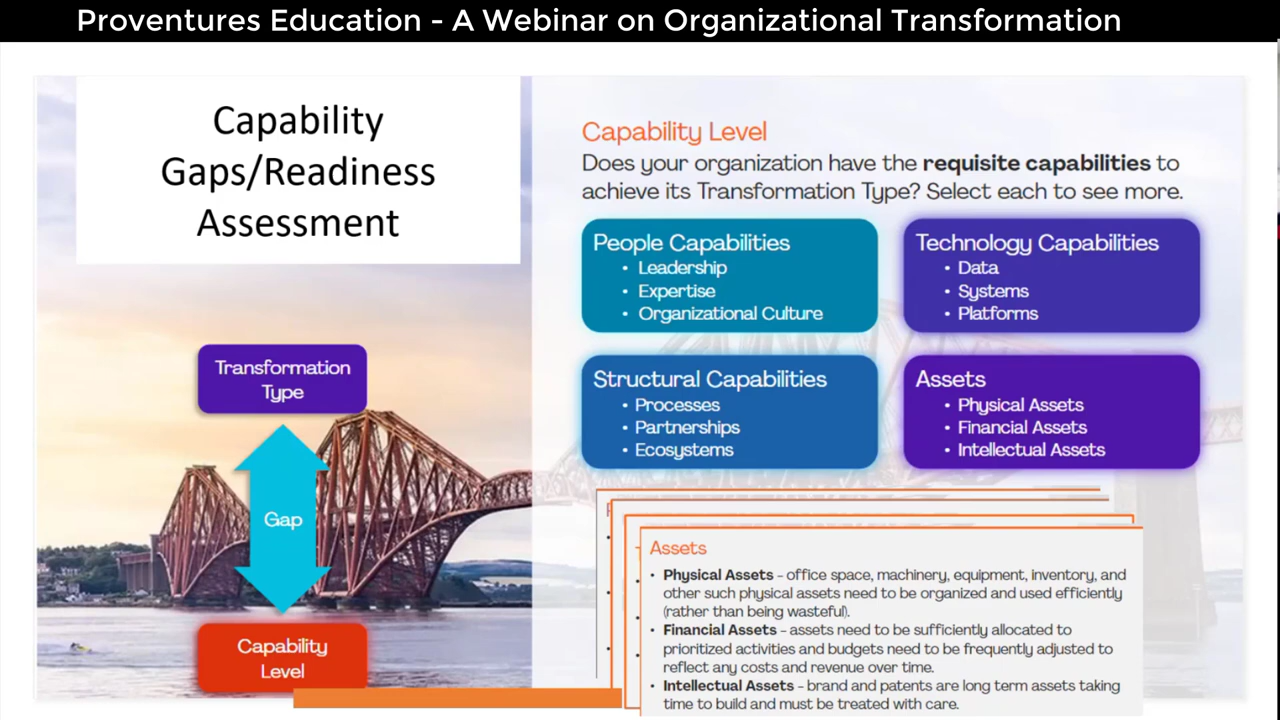 Proventures Education - A Webinar on Organizational Transformation
Capability
Gaps/Readiness
Assessment
Transformation
Type
Gap
Capability
Level
Capability Level
Does your organization have the requisite capabilities to
achieve its Transformation Type? Select each to see more.
People Capabilities
• Leadership
• Expertise
• Organizational Culture
Technology Capabilities
• Data
• Systems
• Platforms
Structural Capabilities
• Processes
• Partnerships
• Ecosystems
Assets
• Physical Assets
• Financial Assets
• Intellectual Assets
Assets
• Physical Assets - office space, machinery, equipment, inventory, and
other such physical assets need to be organized and used efficiently
(rather than being wasteful).
• Financial Assets - assets need to be sufficiently allocated to
prioritized activities and budgets need to be frequently adjusted to
reflect any costs and revenue over time.
• Intellectual Assets - brand and patents are long term assets taking
time to build and must be treated with care.